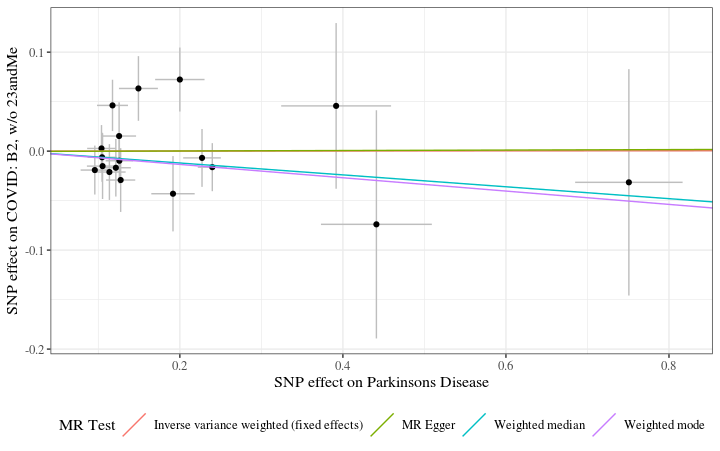 SNP effect on COVID: B2, w/o 23andMe
0.1
0.0
-0.1
-0.2
0.2
0.4
0.6
0.8
SNP effect on Parkinsons Disease
MR Test
Inverse variance weighted (fixed effects)
MR Egger
Weighted median
Weighted mode